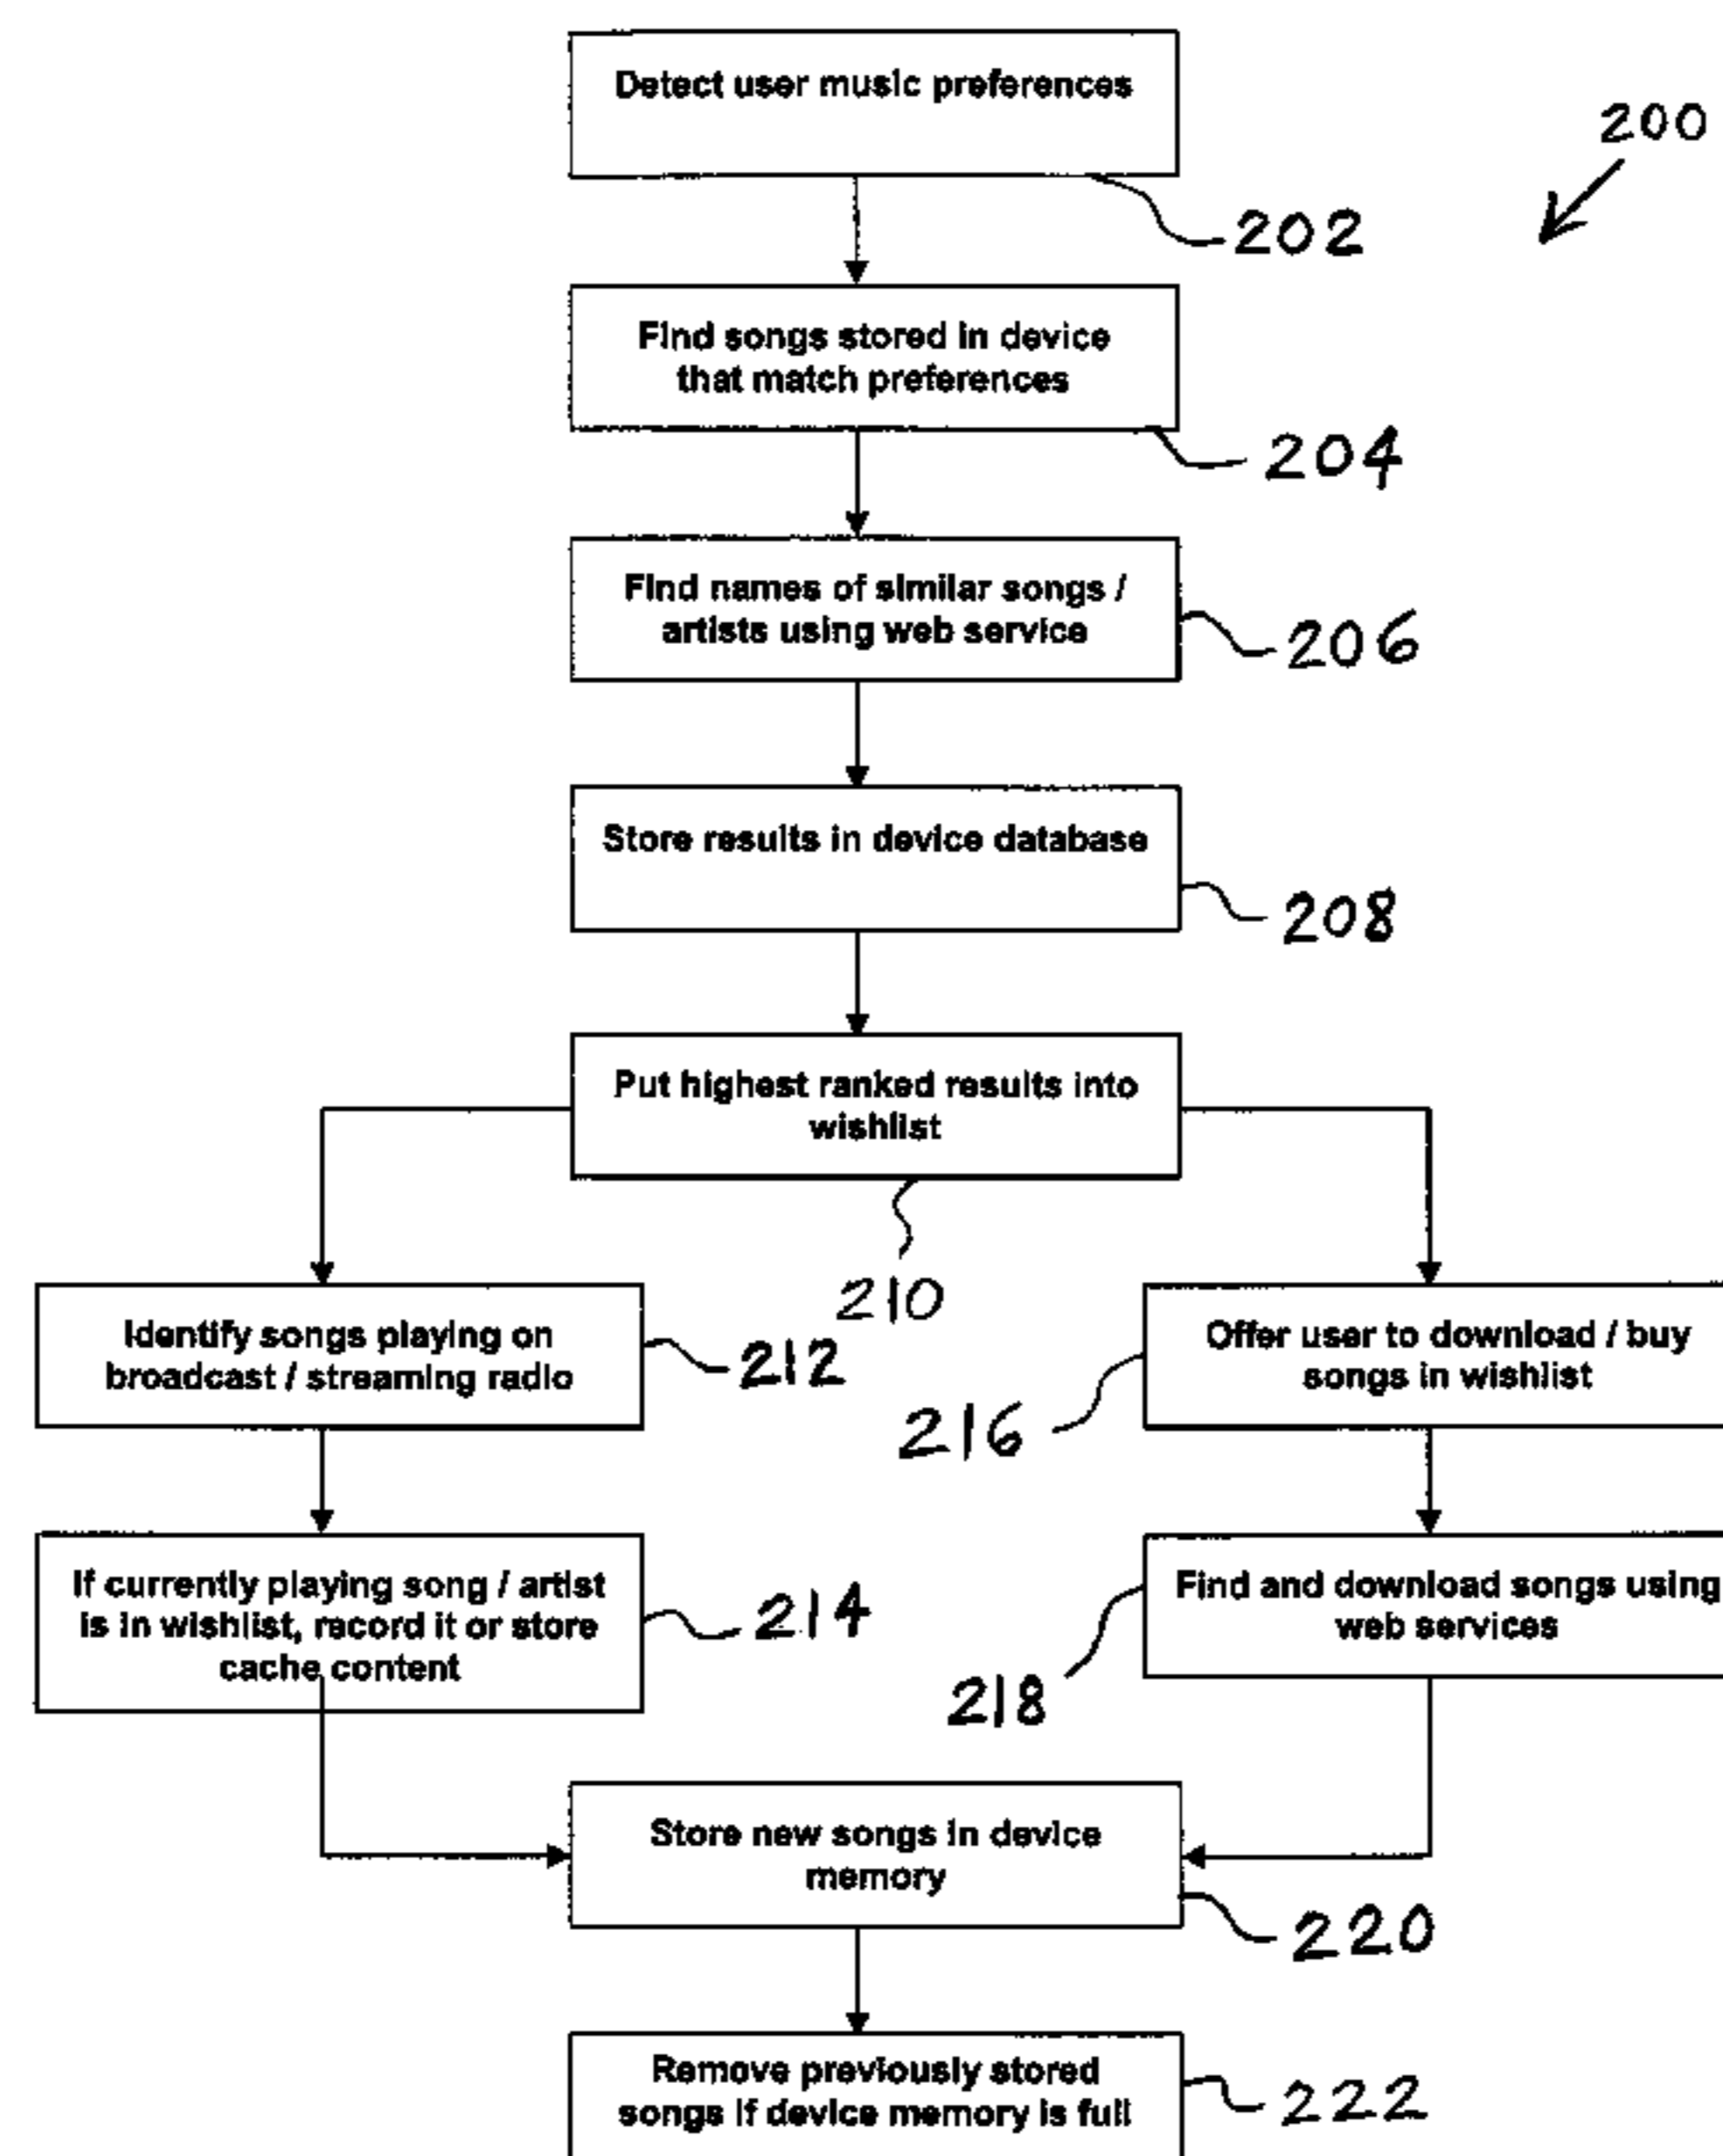 Detect user music preferences
200
202
Find songs stored in device
that match preferences
204
Find names of similar songs /
artists using web service
206
Store results in device database
208
Put highest ranked results into
wishlist
210
Identify songs playing on
broadcast / streaming radio
212
Offer user to download / buy
songs in wishlist
216
If currently playing song / artist
is in wishlist, record it or store
cache content
214
Find and download songs using
web services
218
Store new songs in device
memory
220
Remove previously stored
songs if device memory is full
222